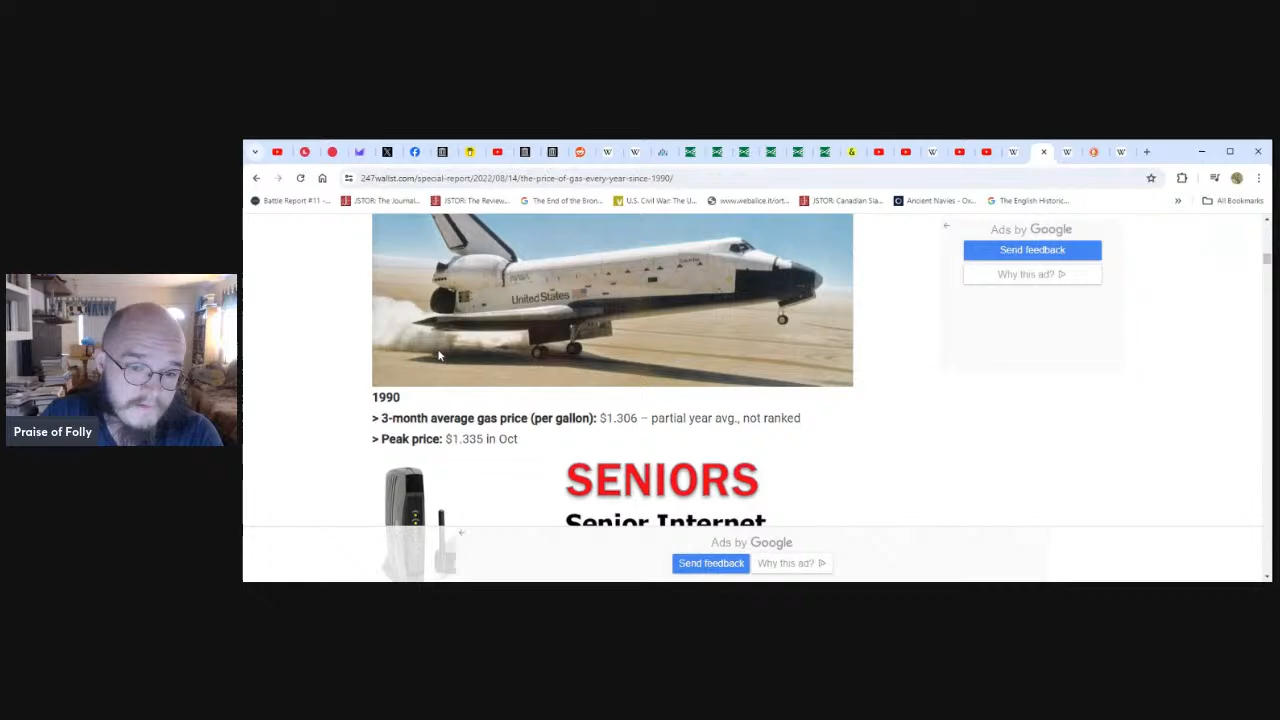 247wallst.com/special-report/2022/08/14/the-price-of-gas-every-year-since-1990/
Battle Report #11 -...
JSTOR: The Journal...
JSTOR: The Review...
The End of the Bron...
U.S. Civil War: The U...
www.webalice.it/ort...
JSTOR: Canadian Sla...
Ancient Navies - Ox...
The English Historic...
All Bookmarks
United States
Ads by Google
Send feedback
Why this ad?
1990
> 3-month average gas price (per gallon): $1.306 – partial year avg., not ranked
> Peak price: $1.335 in Oct
SENIORS
Senior Internet
Ads by Google
Send feedback
Why this ad?
Praise of Folly